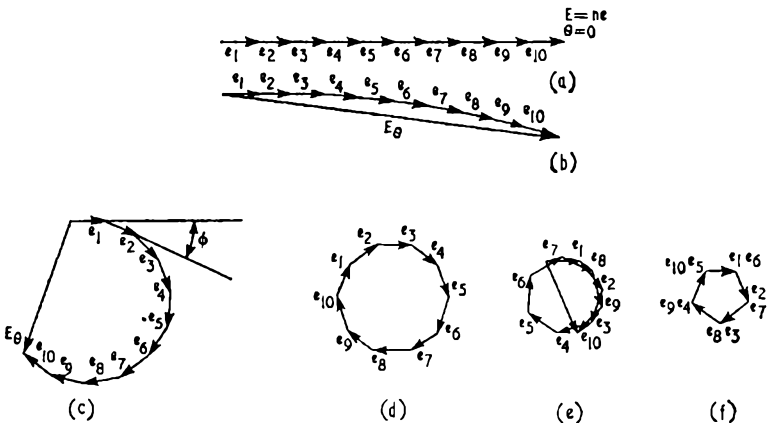 E=ne
θ=0
e1 e2 e3 e4 e5 e6 e7 e8 e9 e10
(a)
e1 e2 e3 e4 e5 e6 e7 e8 e9 e10
Eθ
(b)
e1 e2 e3 e4 e5 e6 e7 e8 e9 e10
ϕ
Eθ
(c)
e1 e2 e3 e4 e5 e6 e7 e8 e9 e10
(d)
e7 e1 e8 e2 e9 e3 e10 e4 e5 e6
(e)
e10 e5 e1 e6 e2 e7 e3 e8 e4 e9
(f)